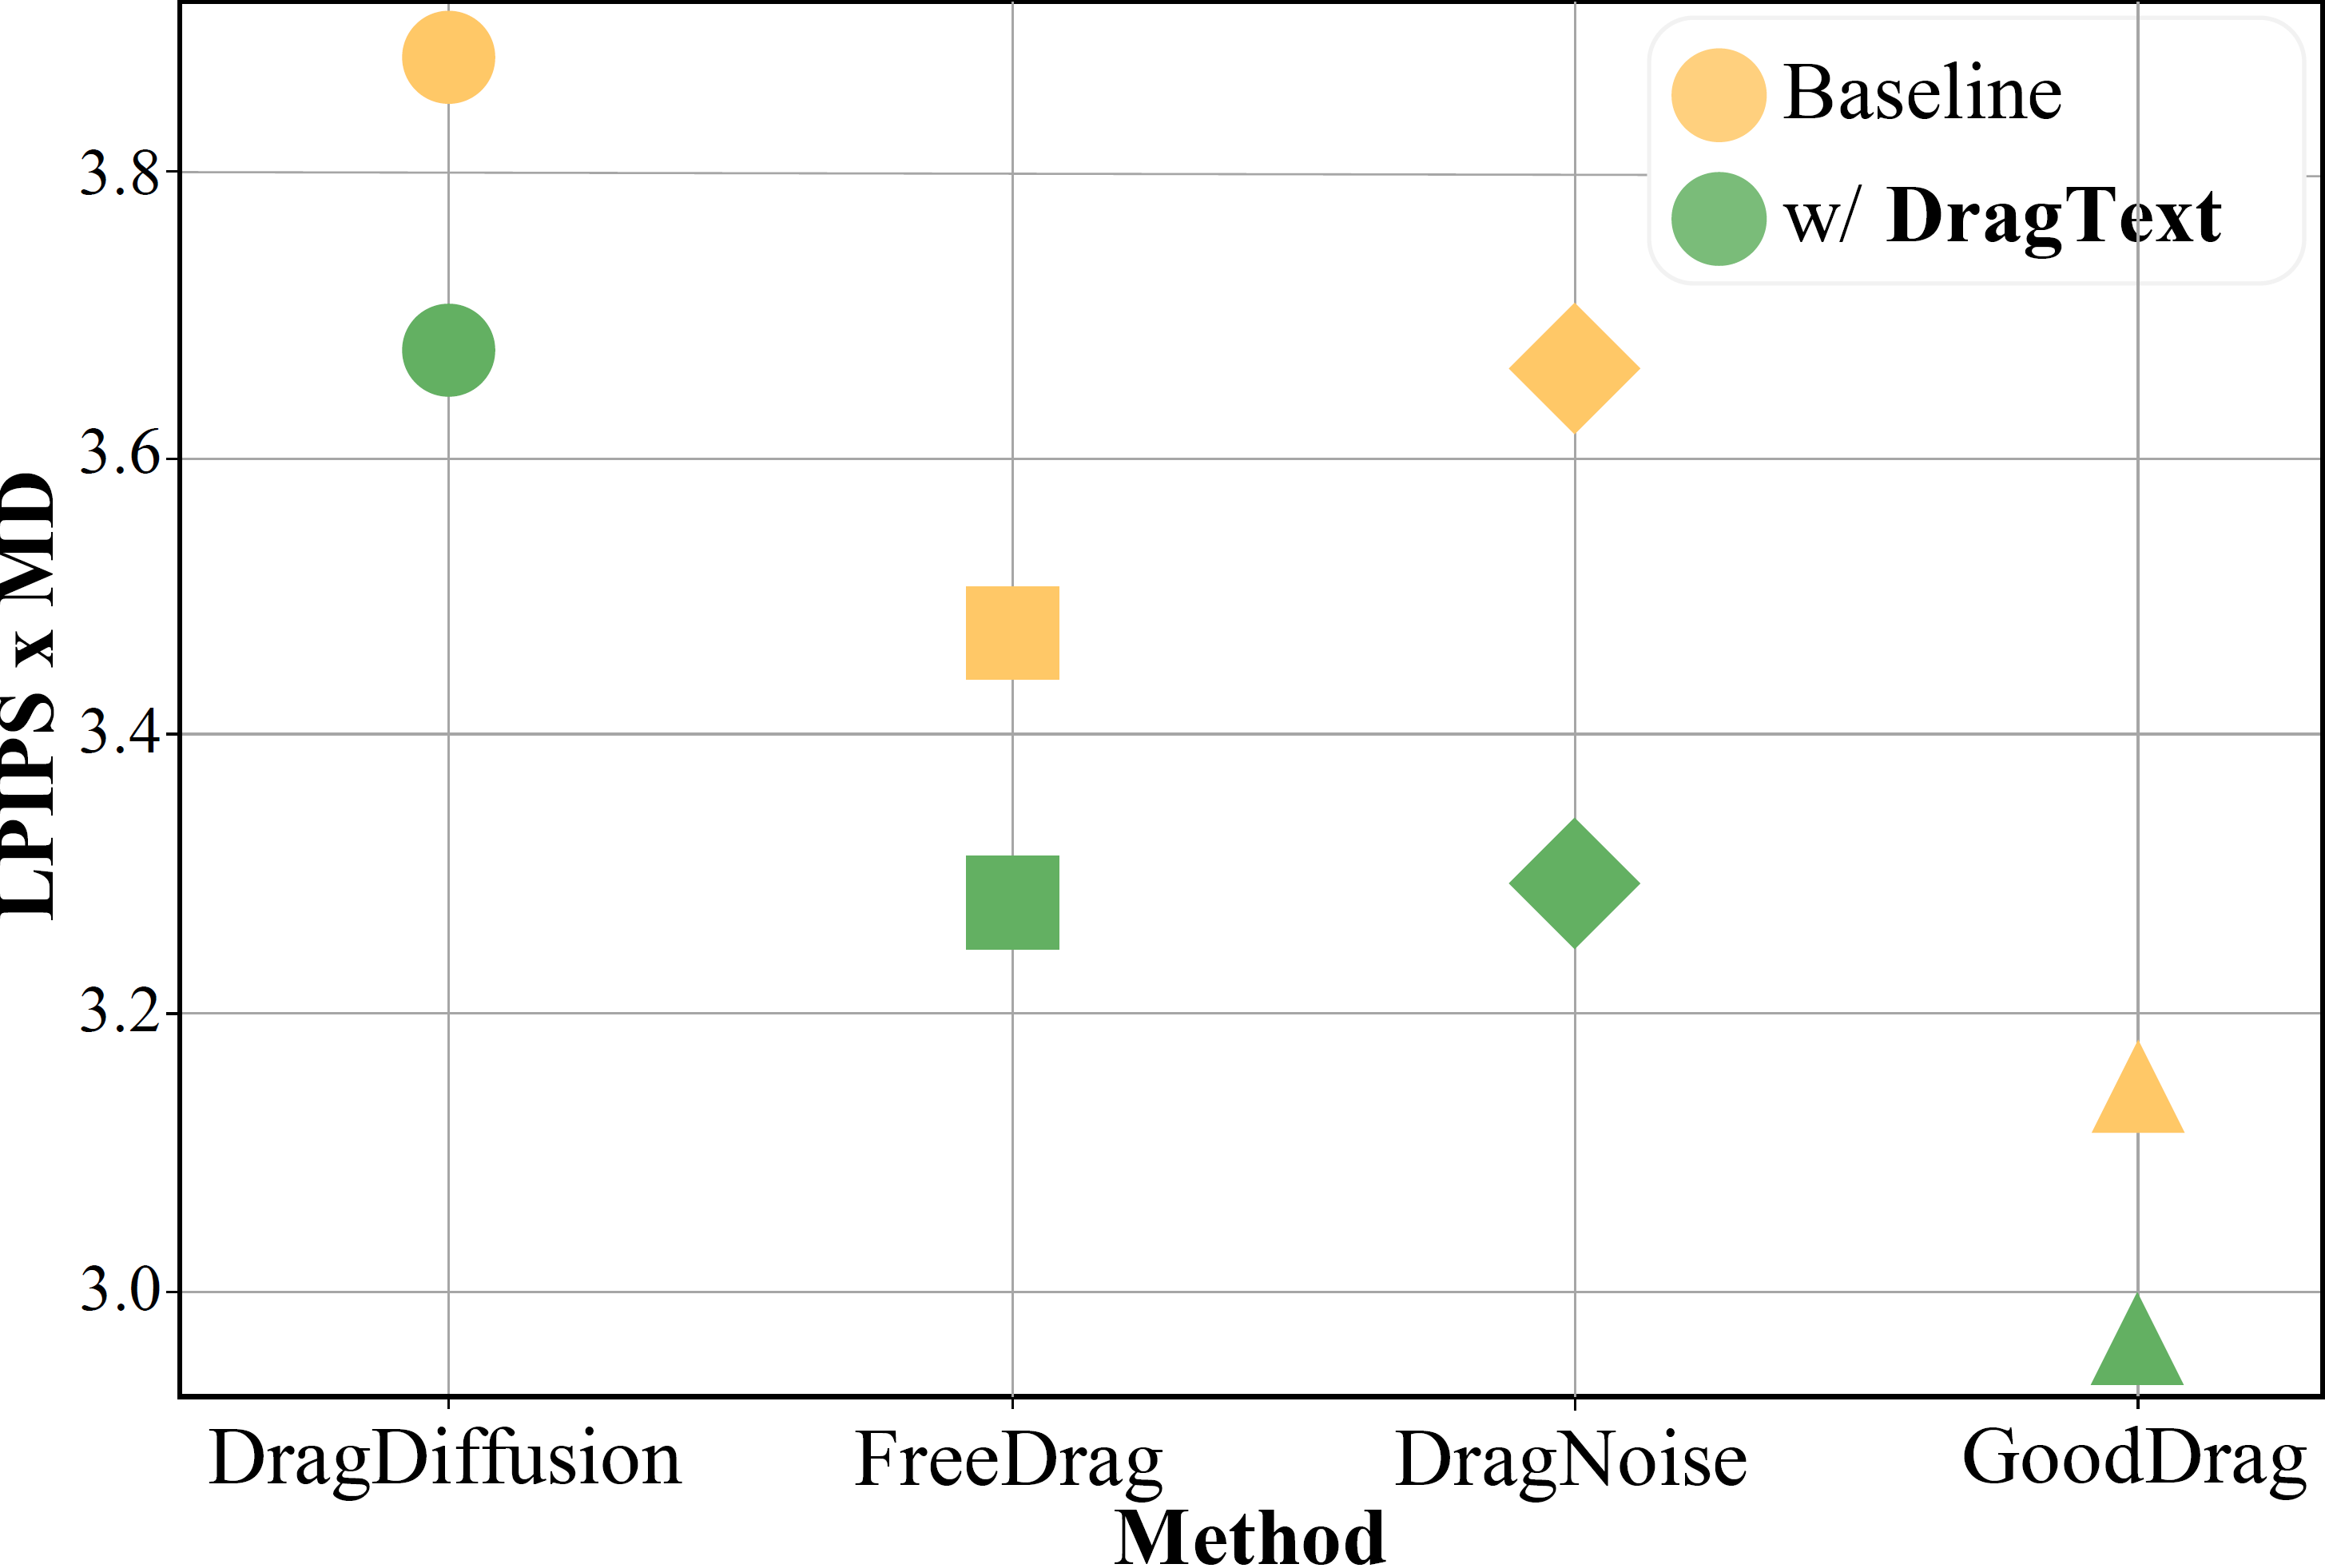 Baseline
w/ DragText
LPIPS x MD
3.8
3.6
3.4
3.2
3.0
DragDiffusion
FreeDrag
DragNoise
GoodDrag
Method